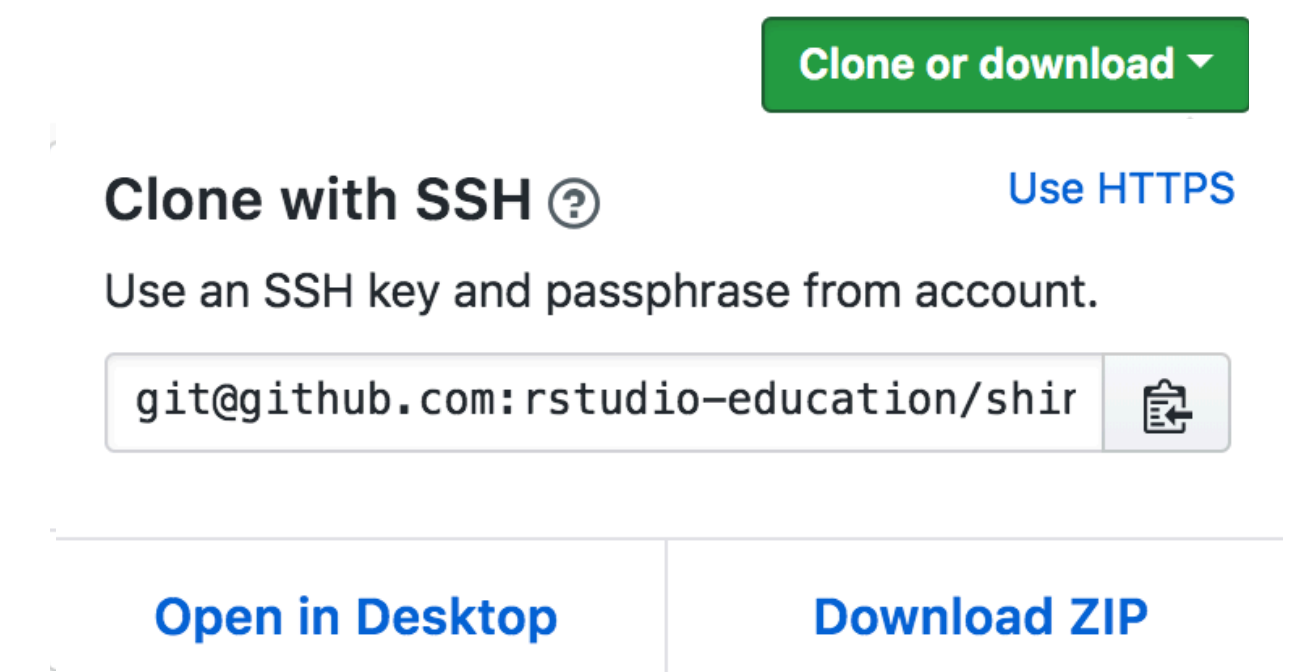 Clone or download
Clone with SSH
Use HTTPS
Use an SSH key and passphrase from account.
git@github.com:rstudio-education/shir
Open in Desktop
Download ZIP